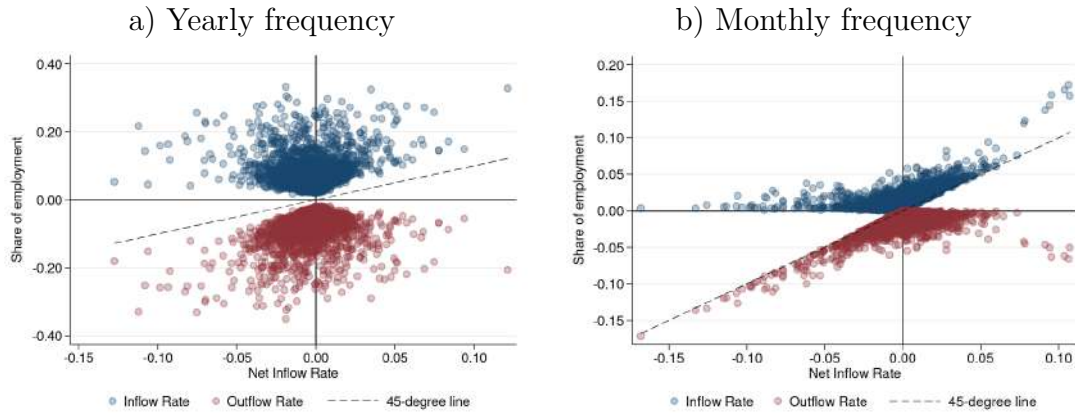 a) Yearly frequency
0.40
0.20
0.00
-0.20
-0.40
Share of employment
-0.15
-0.10
-0.05
0.00
0.05
0.10
Net Inflow Rate
Inflow Rate
Outflow Rate
45-degree line
b) Monthly frequency
0.20
0.15
0.10
0.05
0.00
-0.05
-0.10
-0.15
Share of employment
-0.15
-0.10
-0.05
0.00
0.05
0.10
Net Inflow Rate
Inflow Rate
Outflow Rate
45-degree line